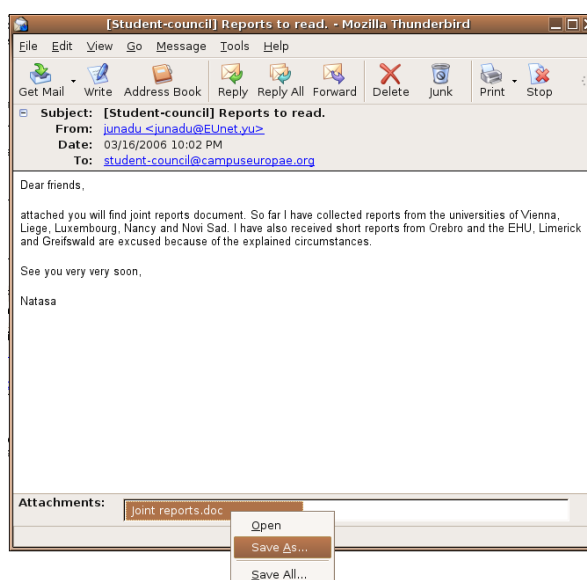 [Student-council] Reports to read. - Mozilla Thunderbird
File Edit View Go Message Tools Help
Get Mail Write Address Book Reply Reply All Forward Delete Junk Print Stop
Subject: [Student-council] Reports to read.
From: junadu <junadu@EUnet.yu>
Date: 03/16/2006 10:02 PM
To: student-council@campuseuropae.org
Dear friends,
attached you will find joint reports document. So far I have collected reports from the universities of Vienna,
Liege, Luxembourg, Nancy and Novi Sad. I have also received short reports from Orebro and the EHU, Limerick
and Greifswald are excused because of the explained circumstances.
See you very very soon,
Natasa
Attachments: Joint reports.doc
Open
Save As...
Save All...